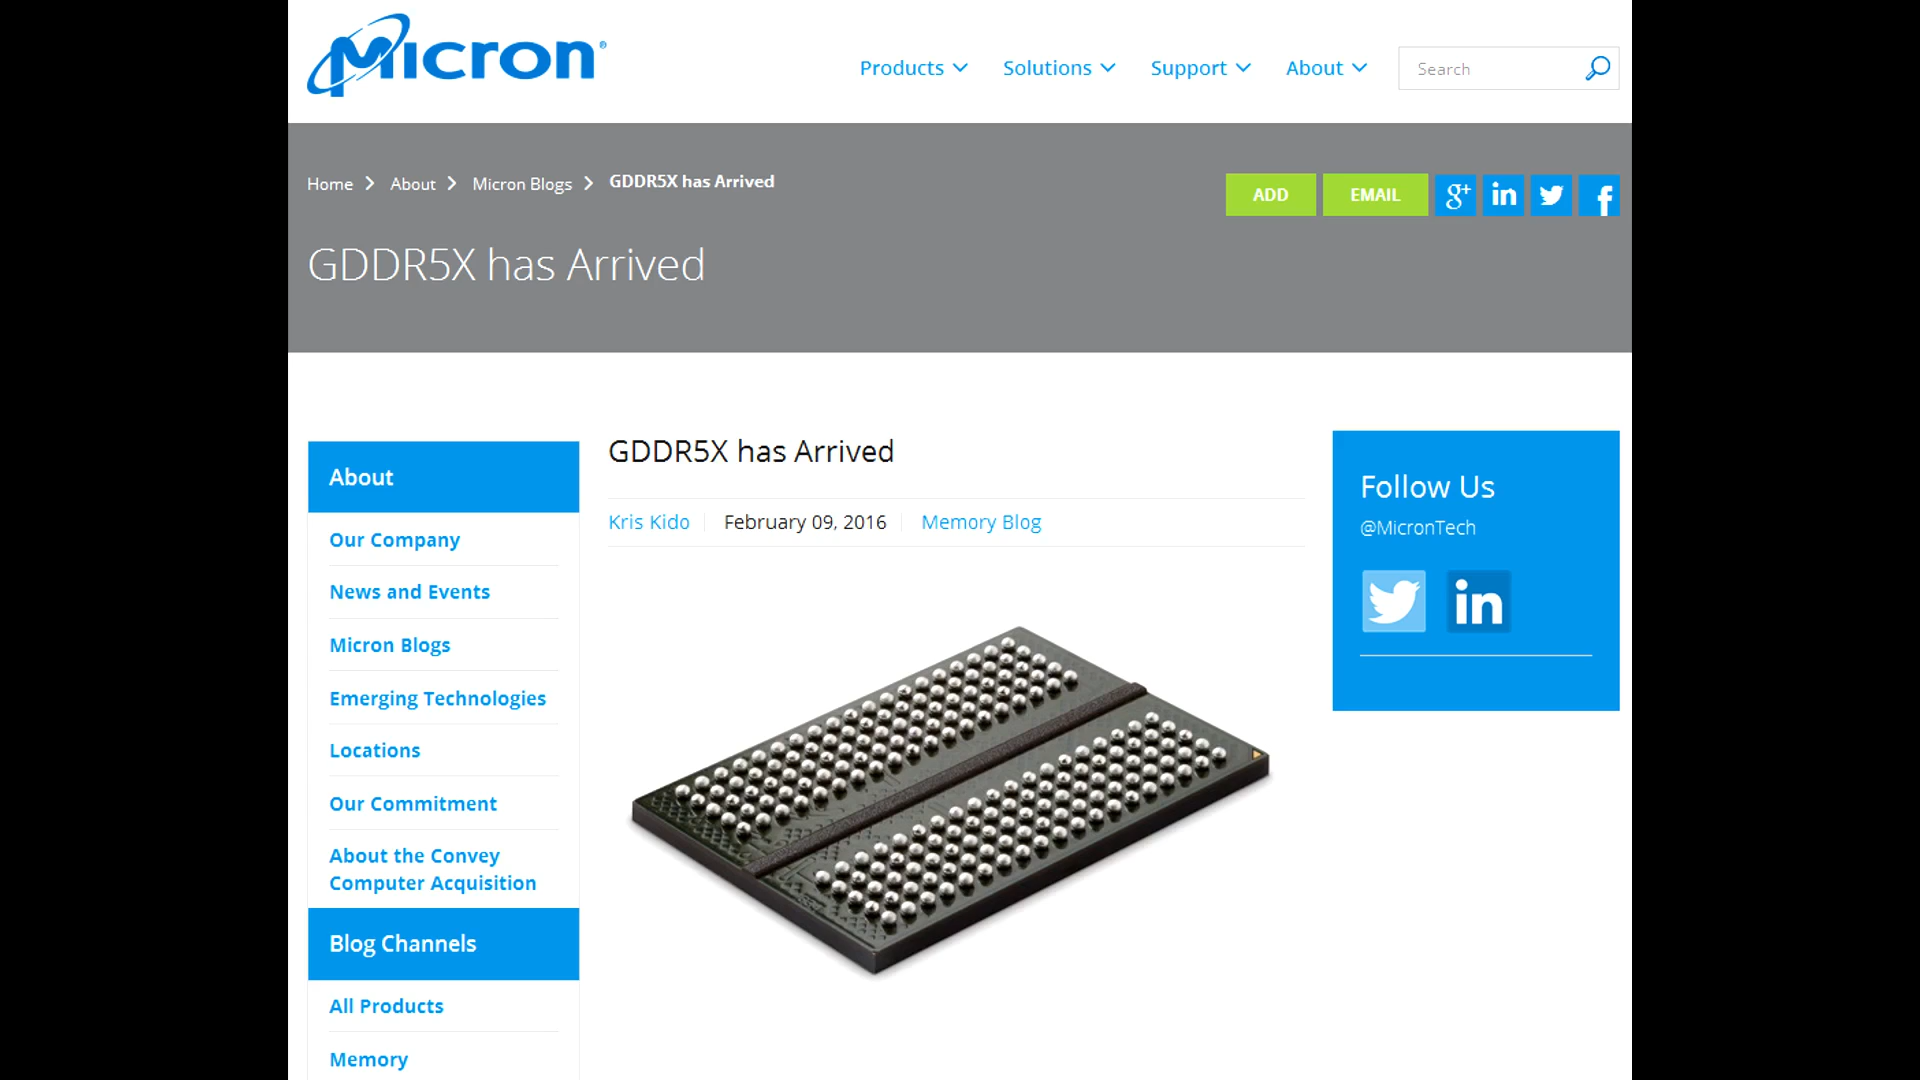 Micron®
Products
Solutions
Support
About
Search
Home
About
Micron Blogs
GDDR5X has Arrived
ADD
EMAIL
g+
in
f
GDDR5X has Arrived
About
Our Company
News and Events
Micron Blogs
Emerging Technologies
Locations
Our Commitment
About the Convey
Computer Acquisition
Blog Channels
All Products
Memory
GDDR5X has Arrived
Kris Kido
February 09, 2016
Memory Blog
Follow Us
@MicronTech
in